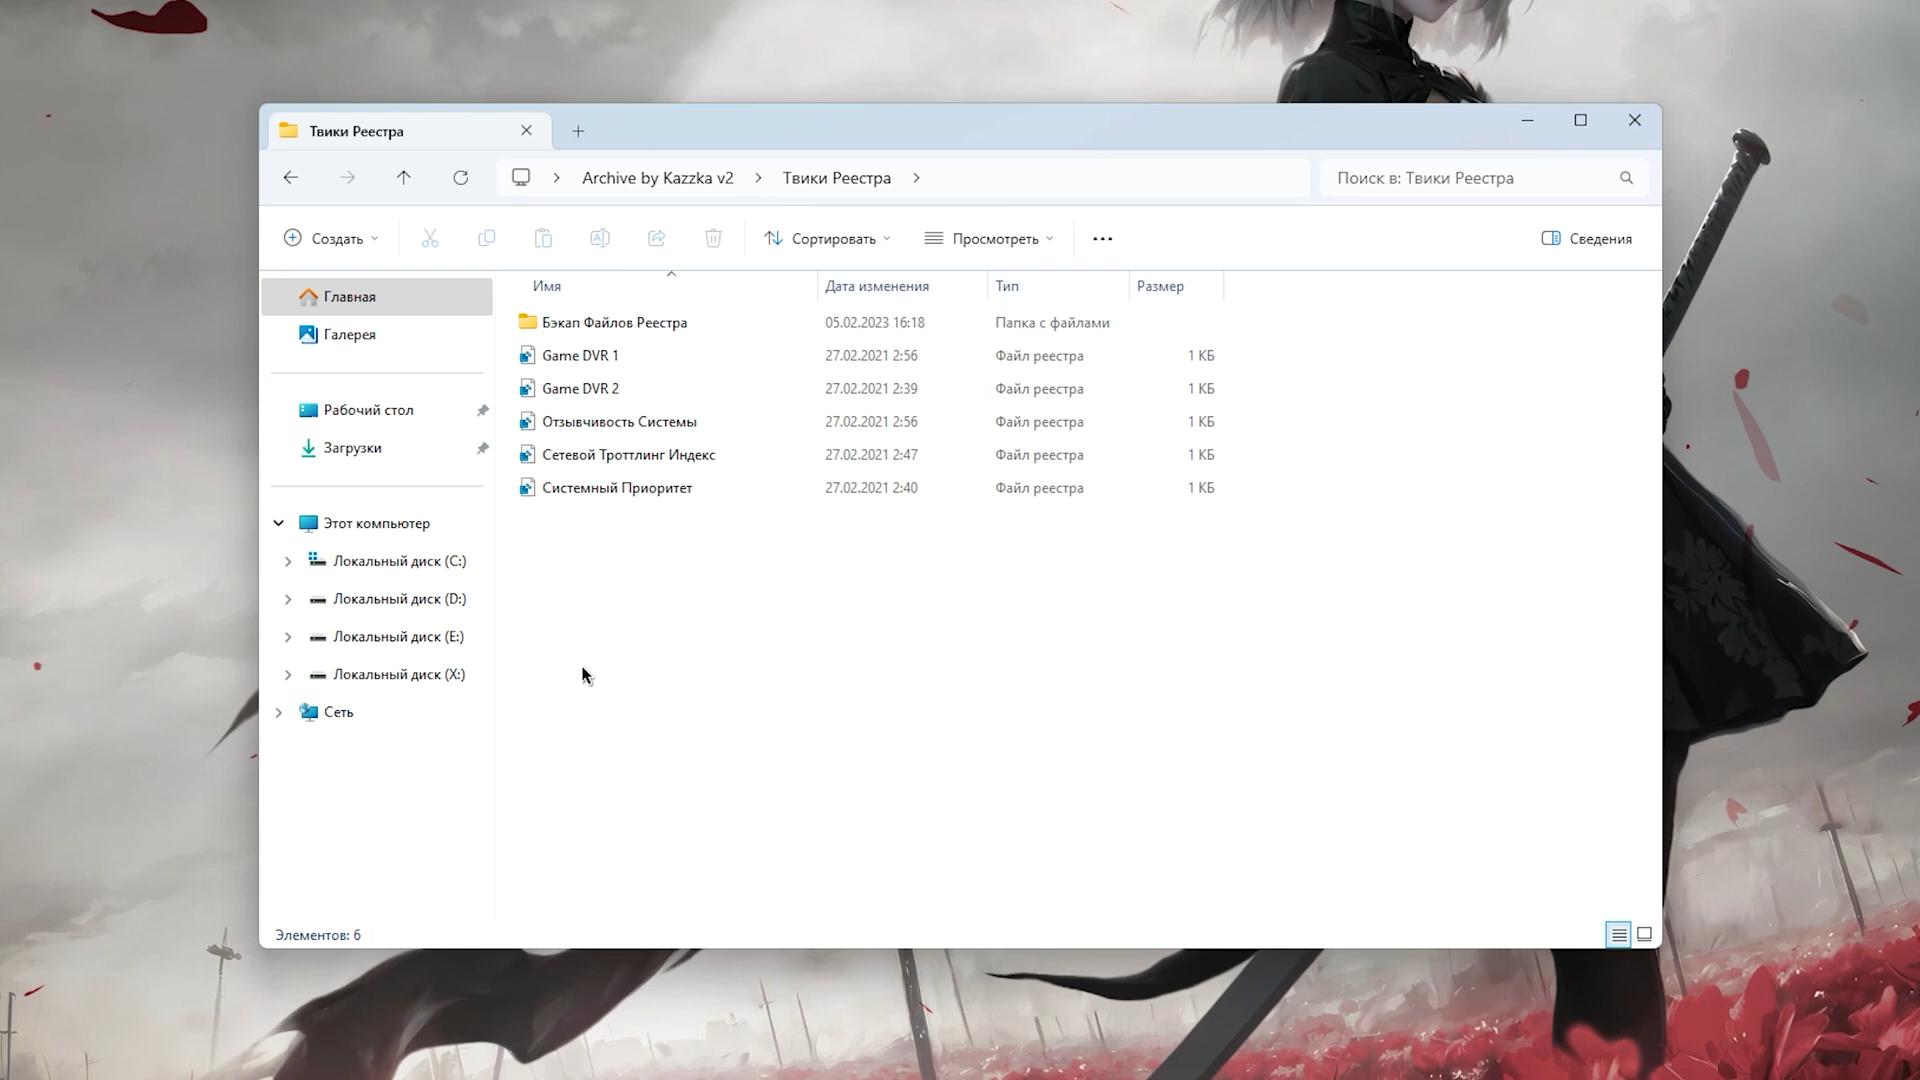 Твики Реестра
Archive by Kazzka v2
Твики Реестра
Поиск в: Твики Реестра
Создать
Сортировать
Просмотреть
Сведения
Главная
Галерея
Рабочий стол
Загрузки
Этот компьютер
Локальный диск (C:)
Локальный диск (D:)
Локальный диск (E:)
Локальный диск (X:)
Сеть
Имя Дата изменения Тип Размер
Бэкап Файлов Реестра 05.02.2023 16:18 Папка с файлами
Game DVR 1 27.02.2021 2:56 Файл реестра 1 КБ
Game DVR 2 27.02.2021 2:39 Файл реестра 1 КБ
Отзывчивость Системы 27.02.2021 2:56 Файл реестра 1 КБ
Сетевой Троттлинг Индекс 27.02.2021 2:47 Файл реестра 1 КБ
Системный Приоритет 27.02.2021 2:40 Файл реестра 1 КБ
Элементов: 6